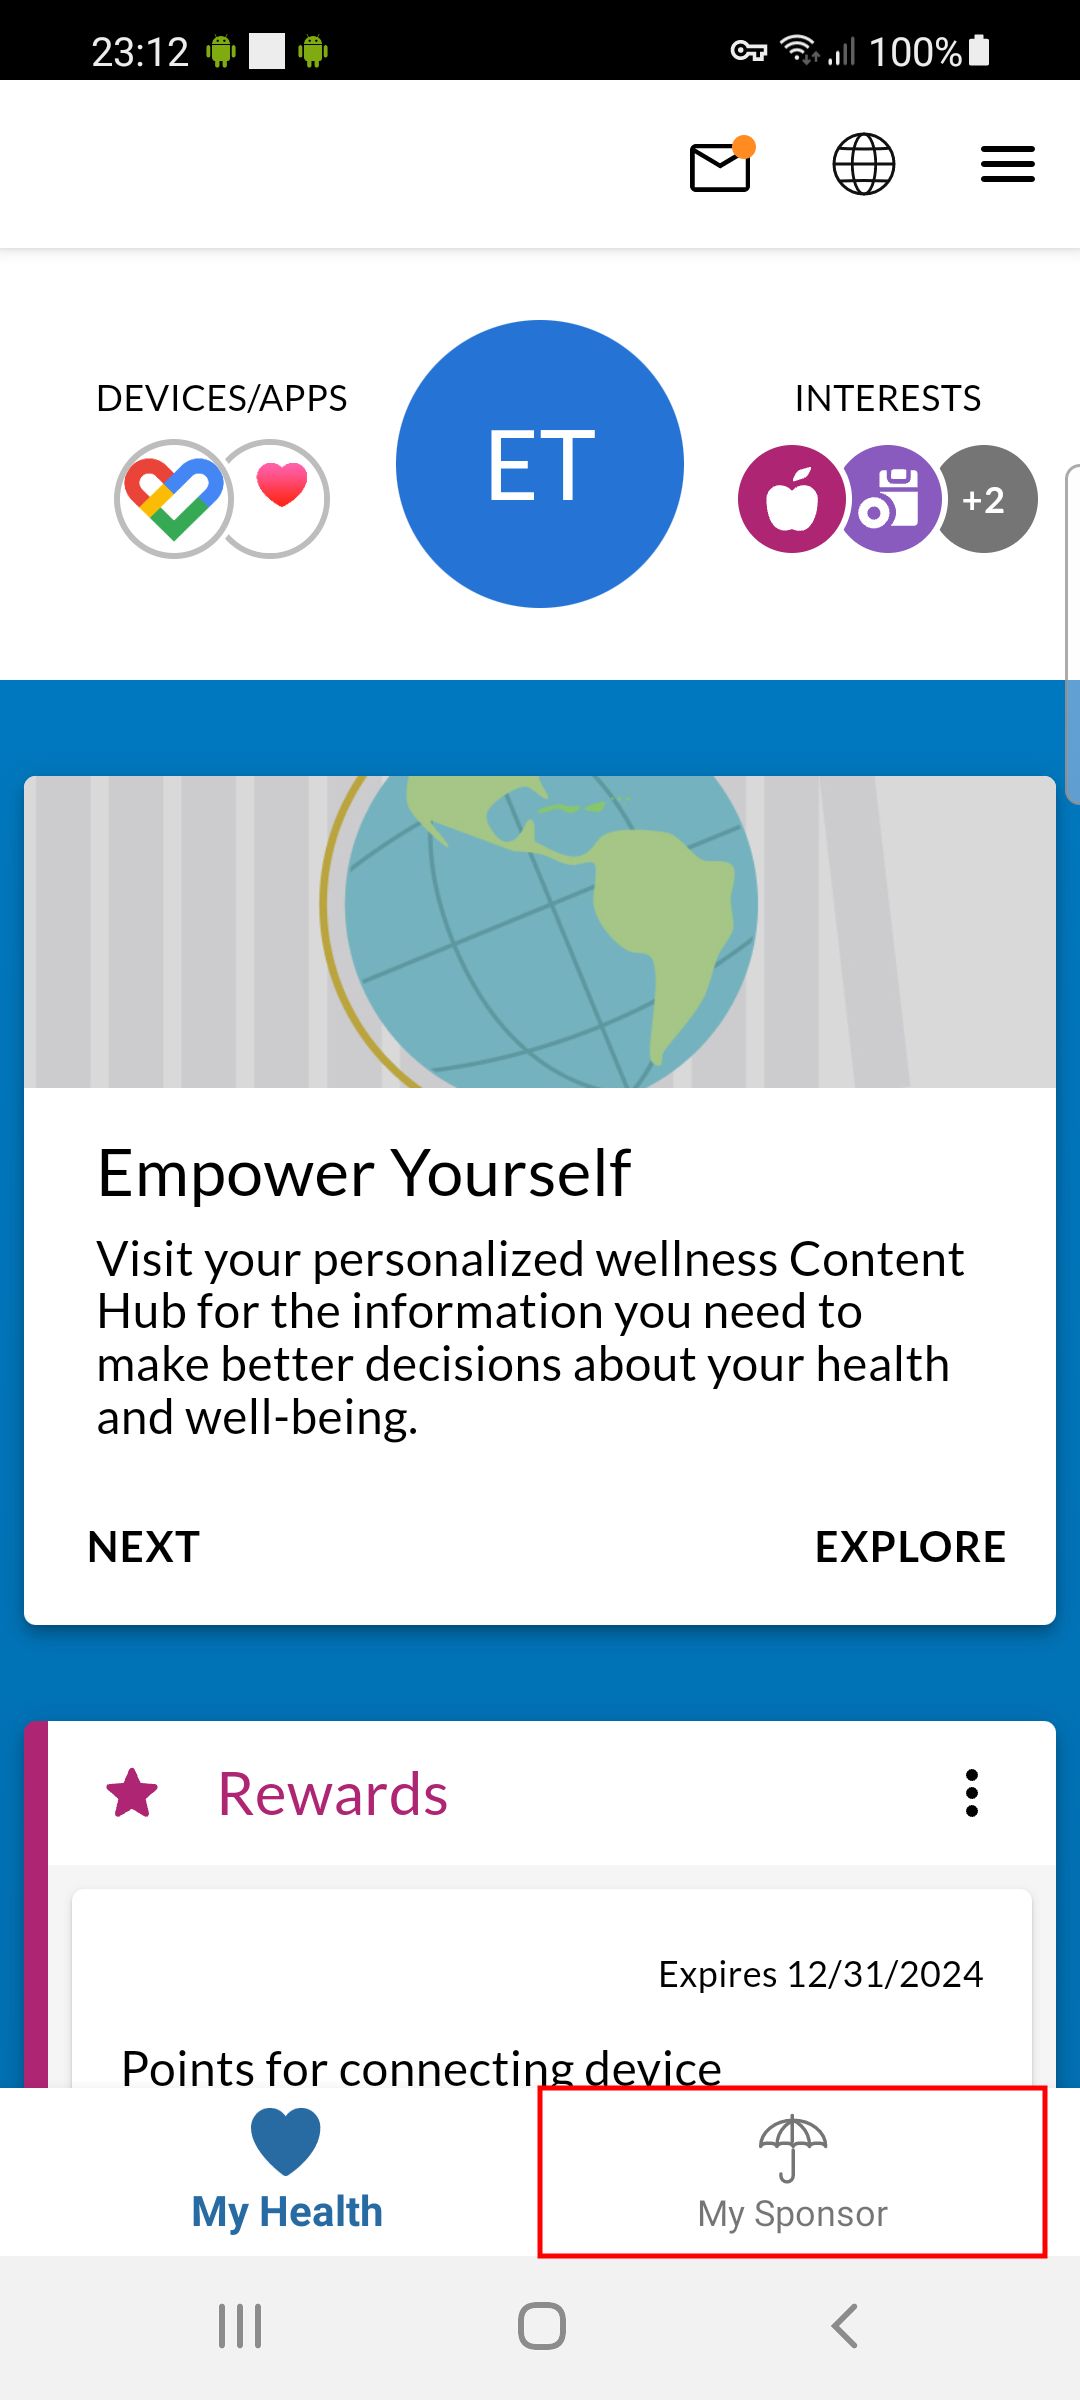 23:12
100%
DEVICES/APPS
ET
INTERESTS
+2
Empower Yourself
Visit your personalized wellness Content
Hub for the information you need to
make better decisions about your health
and well-being.
NEXT
EXPLORE
Rewards
Expires 12/31/2024
Points for connecting device
My Health
My Sponsor